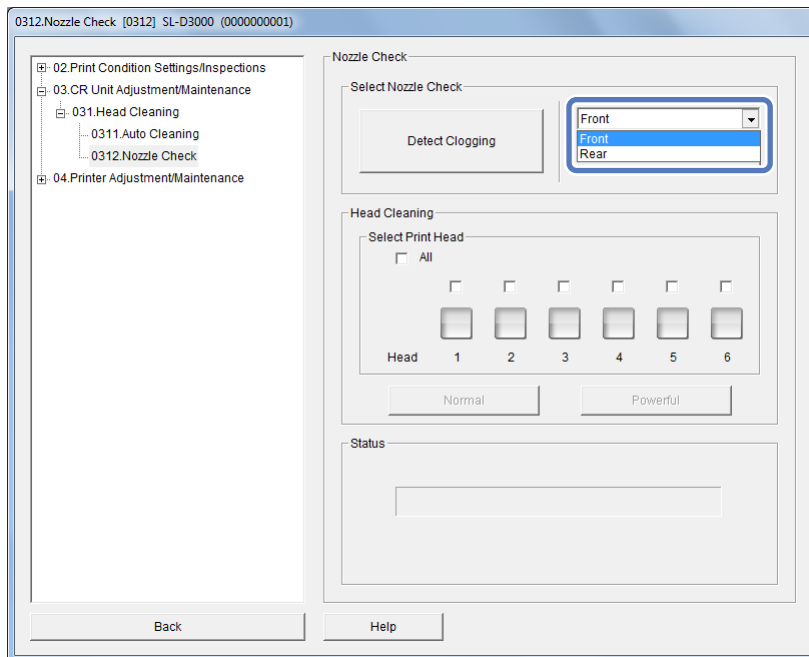 0312.Nozzle Check [0312] SL-D3000 (0000000001)
02.Print Condition Settings/Inspections
03.CR Unit Adjustment/Maintenance
031.Head Cleaning
0311.Auto Cleaning
0312.Nozzle Check
04.Printer Adjustment/Maintenance
Nozzle Check
Select Nozzle Check
Detect Clogging
Front
Front
Rear
Head Cleaning
Select Print Head
All
Head 1 2 3 4 5 6
Normal Powerful
Status
Back Help